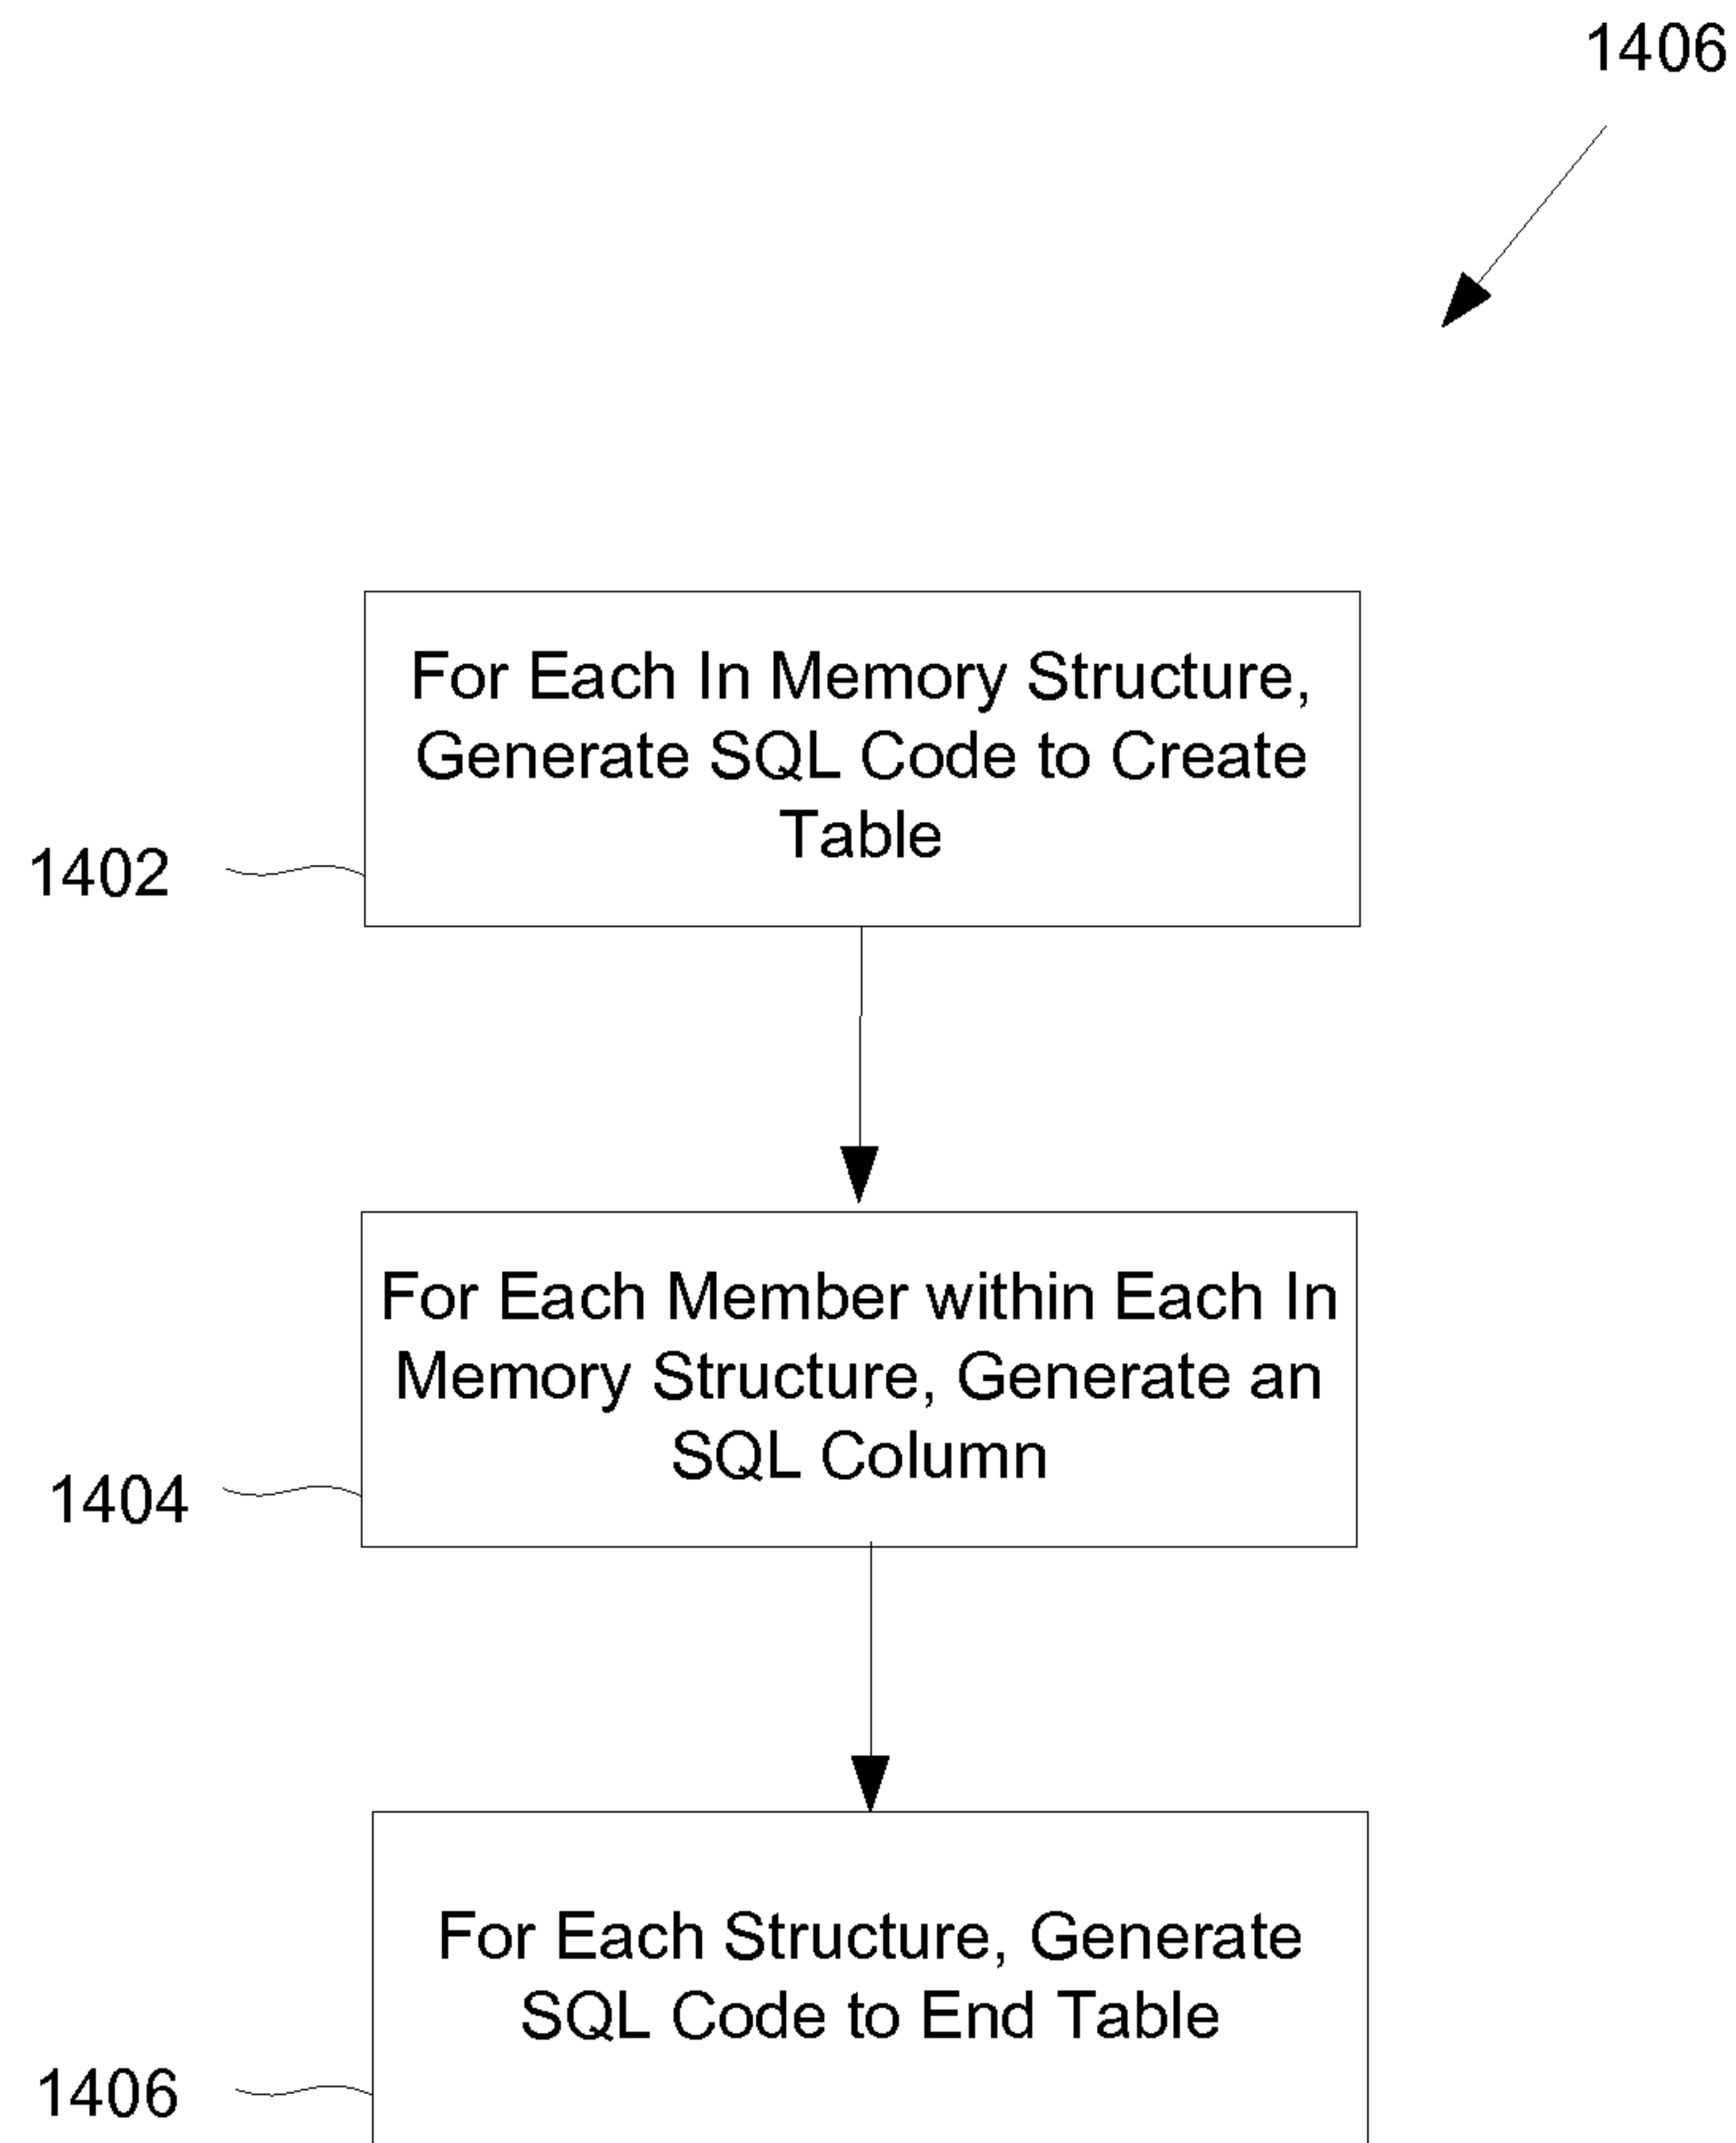 1406
For Each In Memory Structure,
Generate SQL Code to Create
Table
1402
For Each Member within Each In
Memory Structure, Generate an
SQL Column
1404
For Each Structure, Generate
SQL Code to End Table
1406